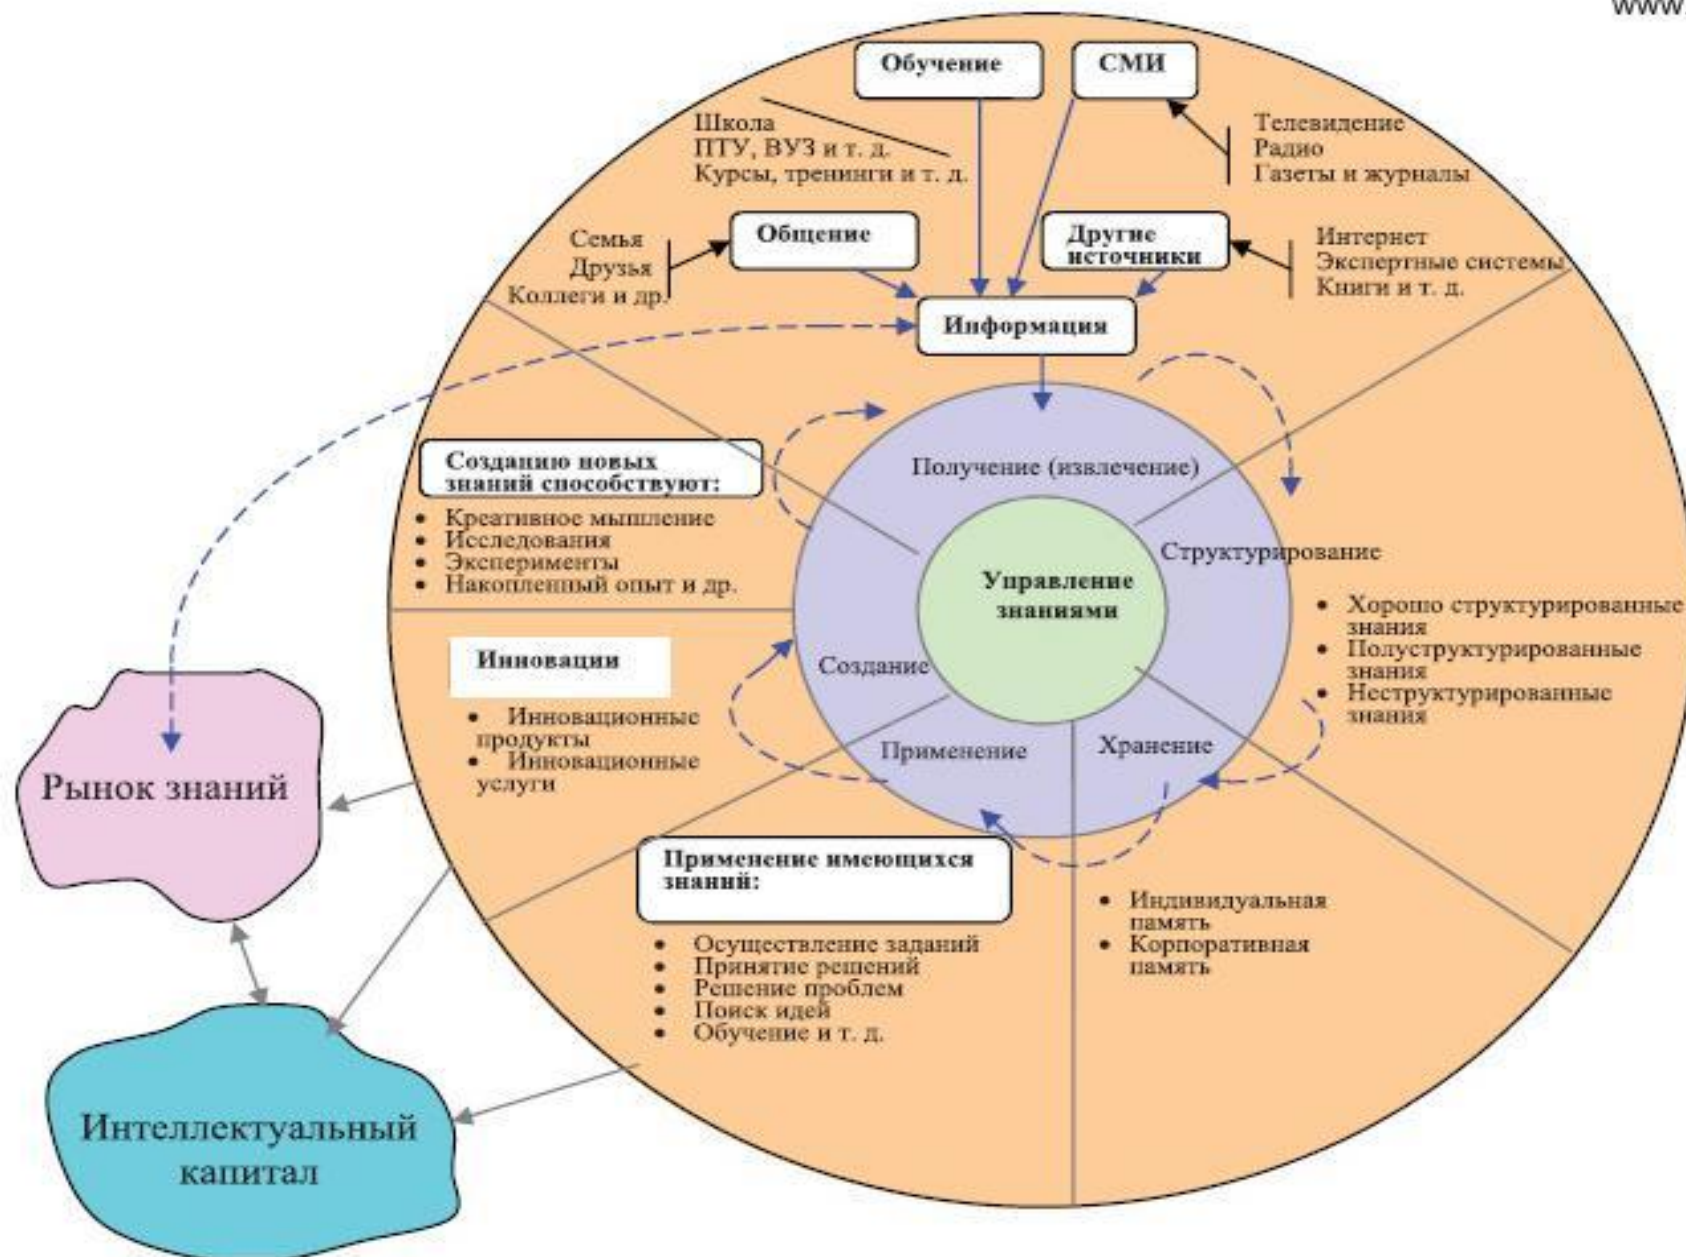 www.
Обучение
СМИ
Школа
ПТУ, ВУЗ и т. д.
Курсы, тренинги и т. д.
Телевидение
Радио
Газеты и журналы
Семья
Друзья
Коллеги и др.
Общение
Другие
источники
Интернет
Экспертные системы
Книги и т. д.
Информация
Получение (извлечение)
Созданию новых
знаний способствуют:
• Креативное мышление
• Исследования
• Эксперименты
• Накопленный опыт и др.
Структурирование
Управление
знаниями
• Хорошо структурированные
знания
• Полуструктурированные
знания
• Неструктурированные
знания
Инновации
• Инновационные
продукты
• Инновационные
услуги
Создание
Применение
Хранение
Рынок знаний
Применение имеющихся
знаний:
• Осуществление заданий
• Принятие решений
• Решение проблем
• Поиск идей
• Обучение и т. д.
• Индивидуальная
память
• Корпоративная
память
Интеллектуальный
капитал